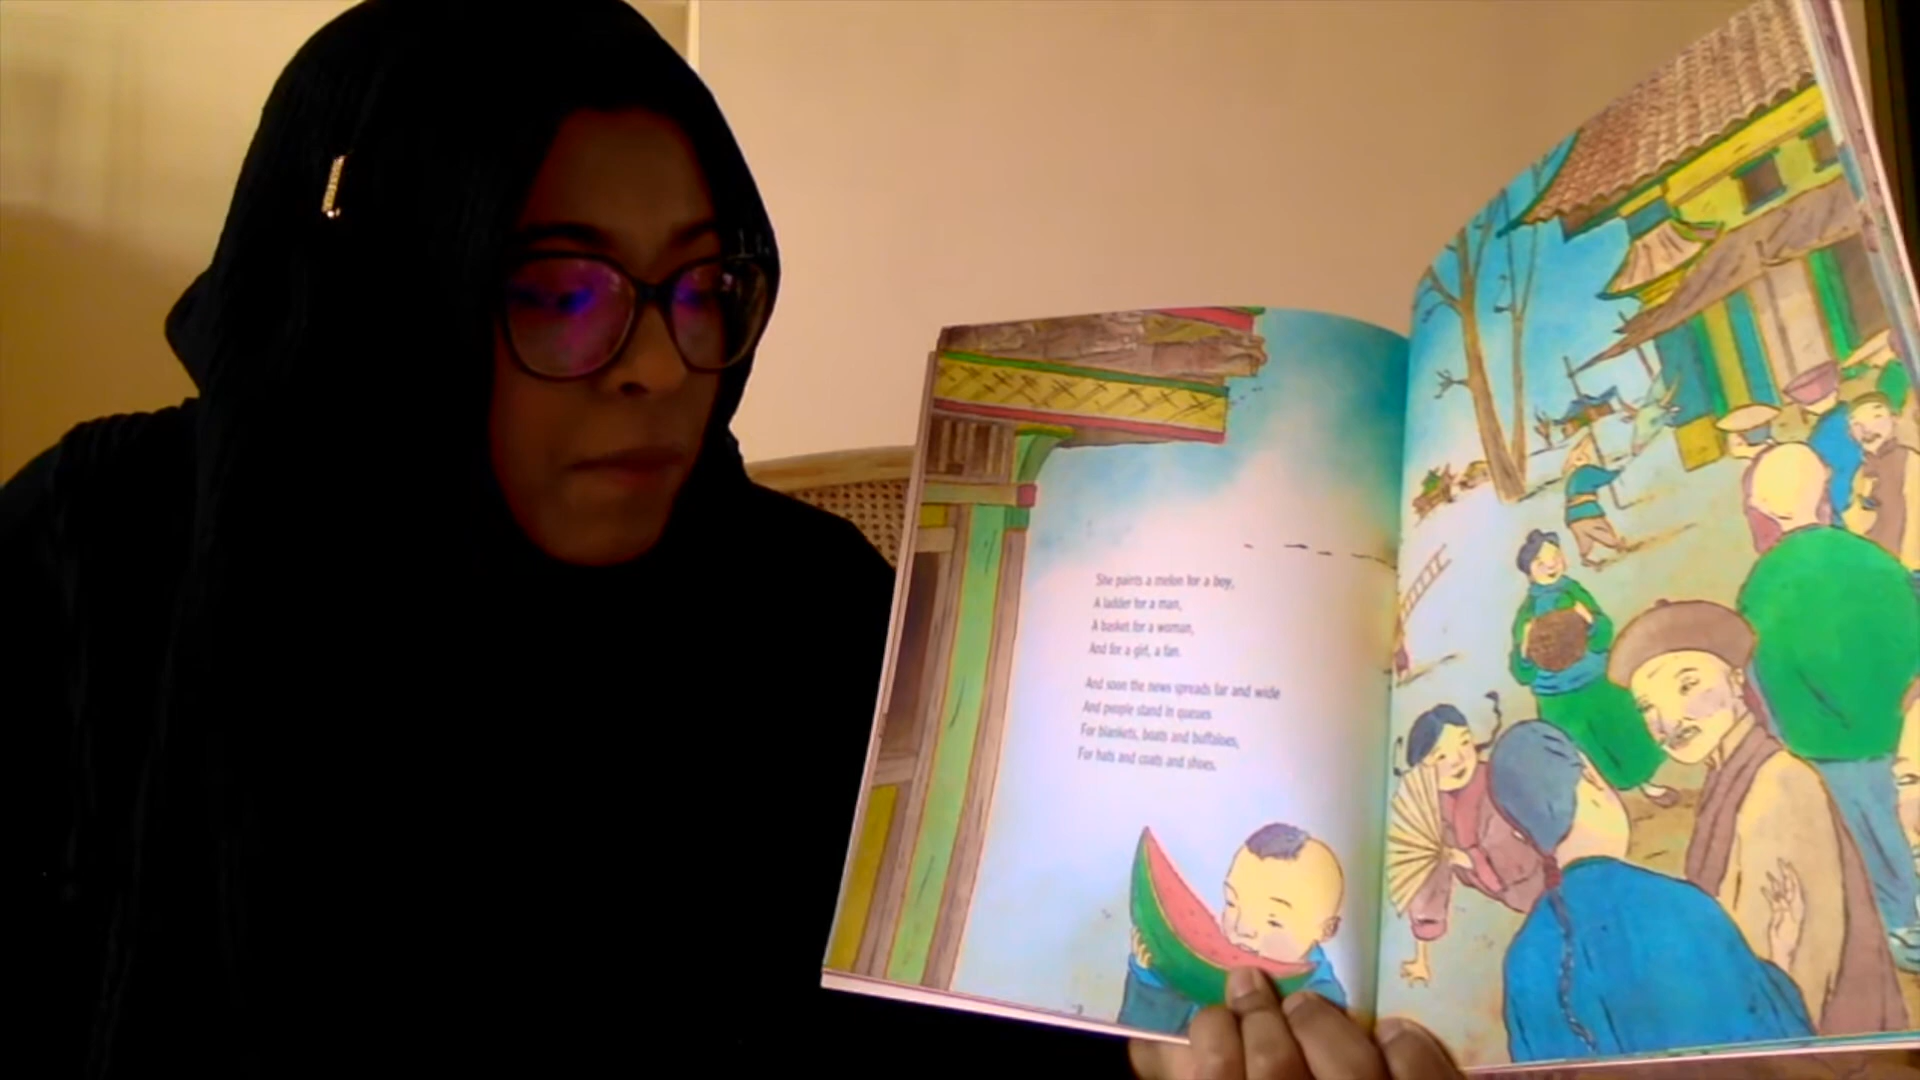 She paints a melon for a boy,
A ladder for a man,
A basket for a woman,
And for a girl, a fan.
And soon the news spreads far and wide
And people stand in queues
For blankets, boats and buffaloes,
For hats and coats and shoes.